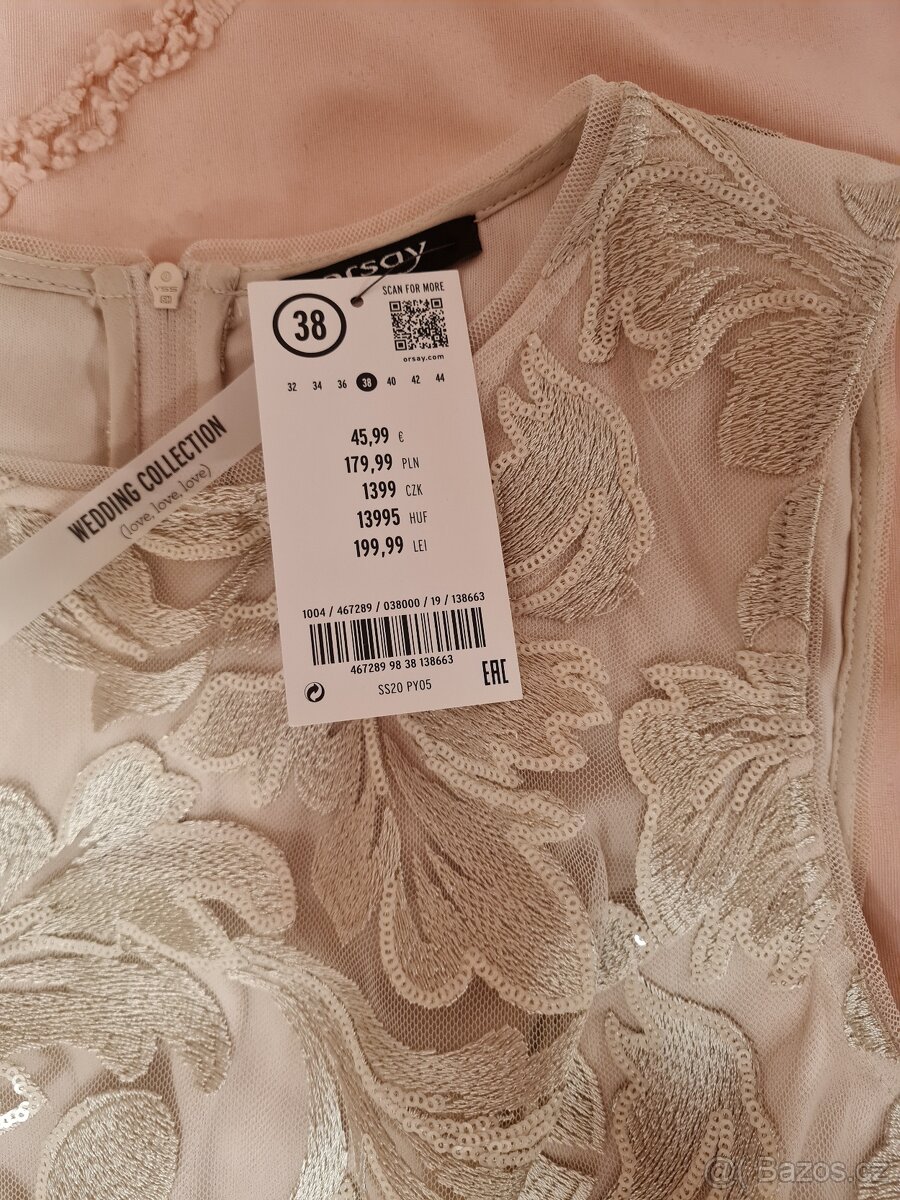 orsay
SCAN FOR MORE
38
orsay.com
32 34 36 38 40 42 44
45,99 €
179,99 PLN
1399 CZK
13995 HUF
199,99 LEI
1004 / 467289 / 038000 / 19 / 138663
467289 98 38 138663
SS20 PY05
EAC
WEDDING COLLECTION
(love, love, love)
Bazos.cz